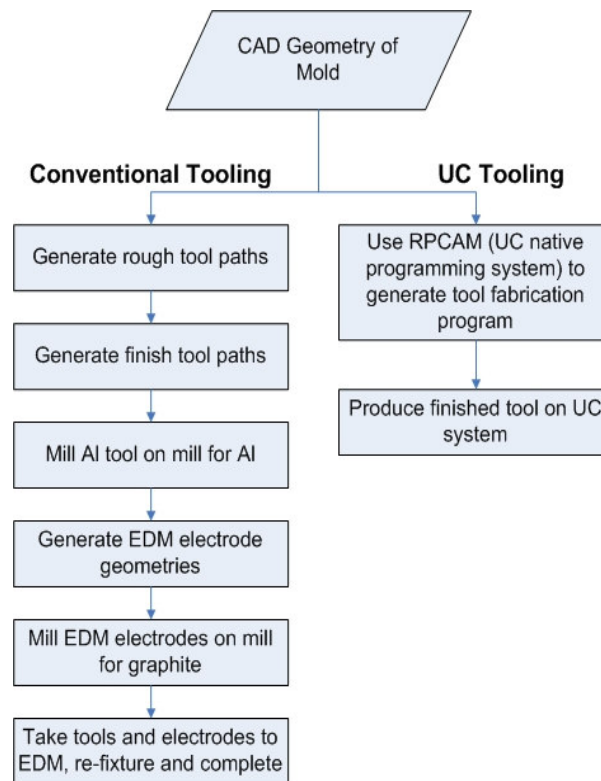 CAD Geometry of
Mold
Conventional Tooling
UC Tooling
Generate rough tool paths
Generate finish tool paths
Mill Al tool on mill for Al
Generate EDM electrode
geometries
Mill EDM electrodes on mill
for graphite
Take tools and electrodes to
EDM, re-fixture and complete
Use RPCAM (UC native
programming system) to
generate tool fabrication
program
Produce finished tool on UC
system